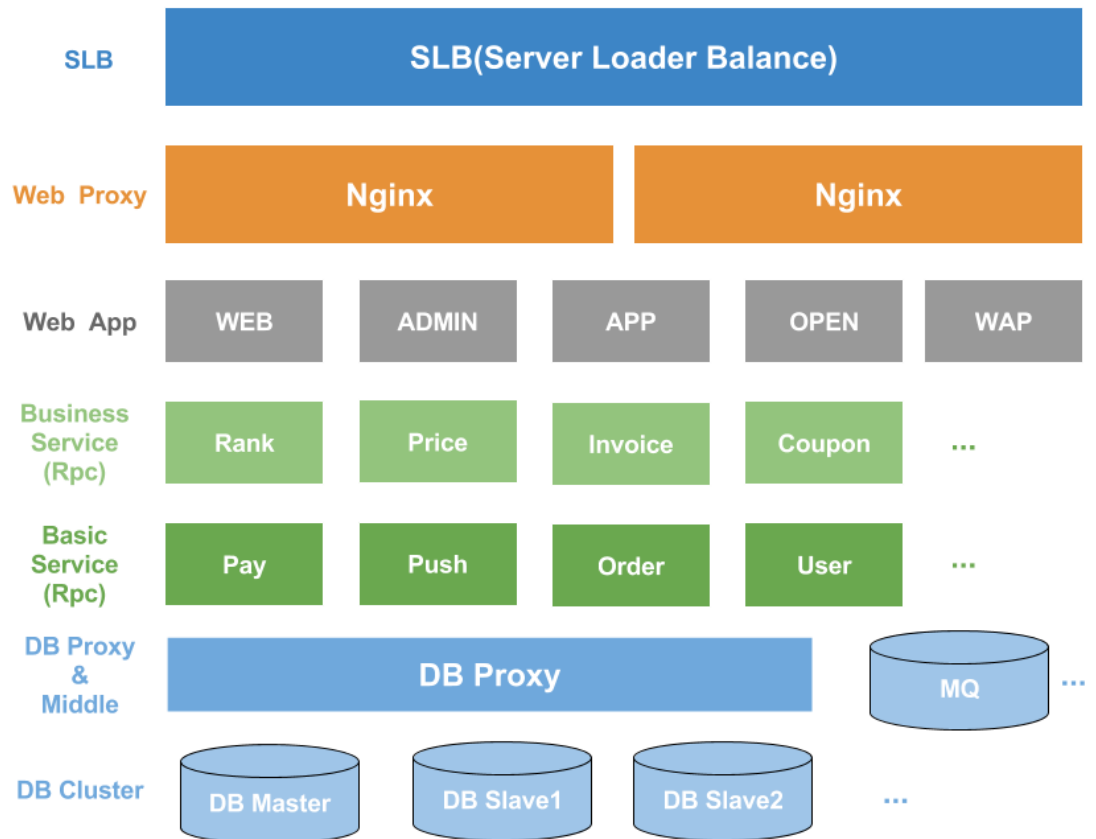 SLB
SLB(Server Loader Balance)
Web Proxy
Nginx
Nginx
Web App
WEB
ADMIN
APP
OPEN
WAP
Business
Service
(Rpc)
Rank
Price
Invoice
Coupon
...
Basic
Service
(Rpc)
Pay
Push
Order
User
...
DB Proxy
&
Middle
DB Proxy
MQ
...
DB Cluster
DB Master
DB Slave1
DB Slave2
...